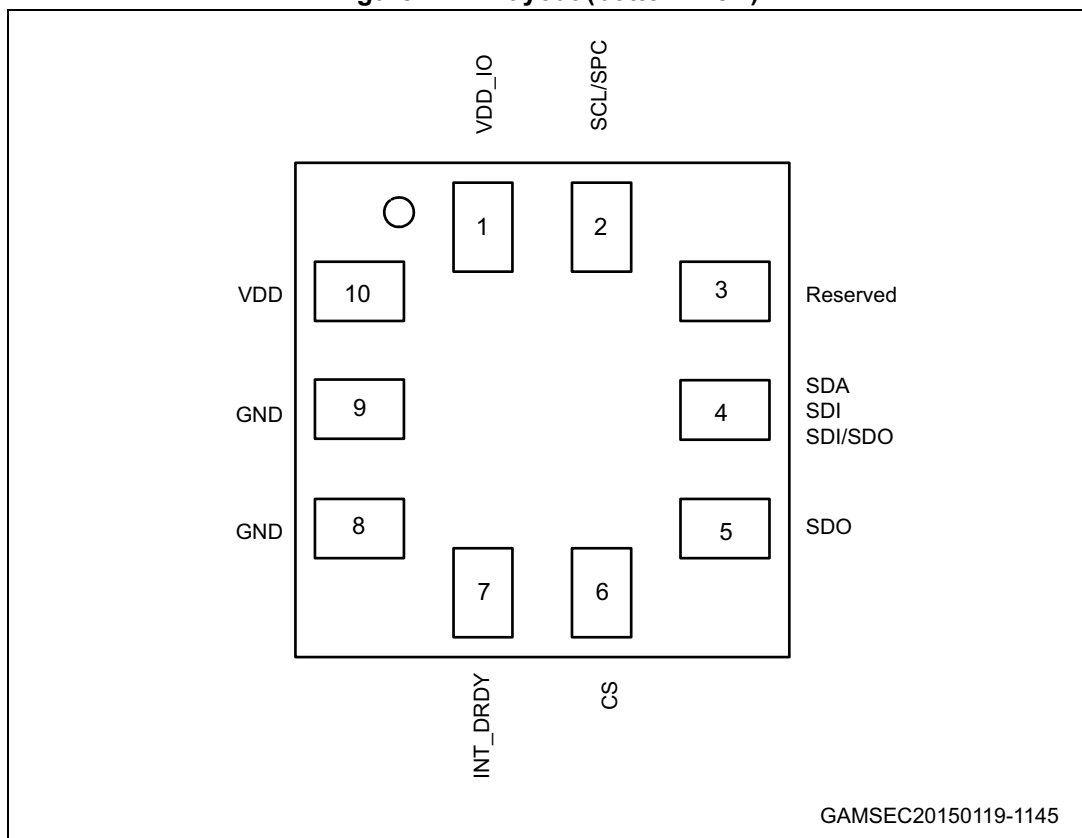 VDD_IO
SCL/SPC
1
2
VDD
10
3
Reserved
GND
9
4
SDA
SDI
SDI/SDO
GND
8
5
SDO
7
6
INT_DRDY
CS
GAMSEC20150119-1145